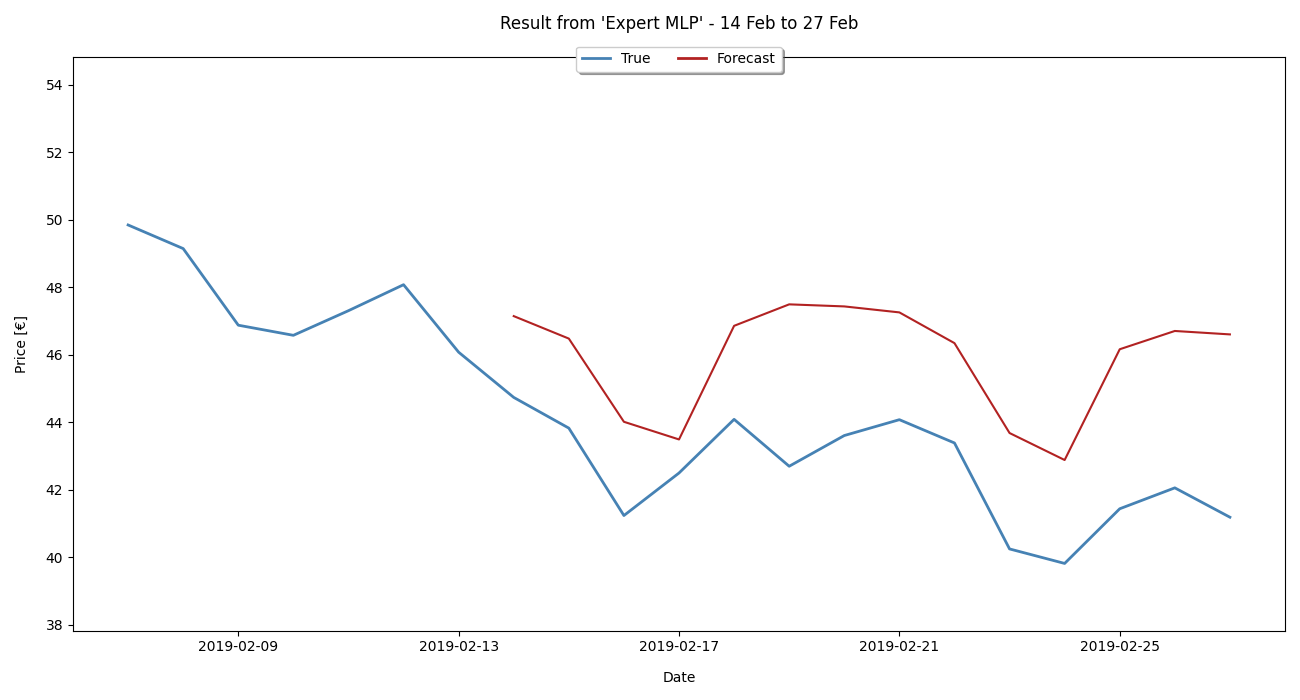 Result from 'Expert MLP' - 14 Feb to 27 Feb
True Forecast
54
52
50
48
46
44
42
40
38
Price [€]
2019-02-09 2019-02-13 2019-02-17 2019-02-21 2019-02-25
Date